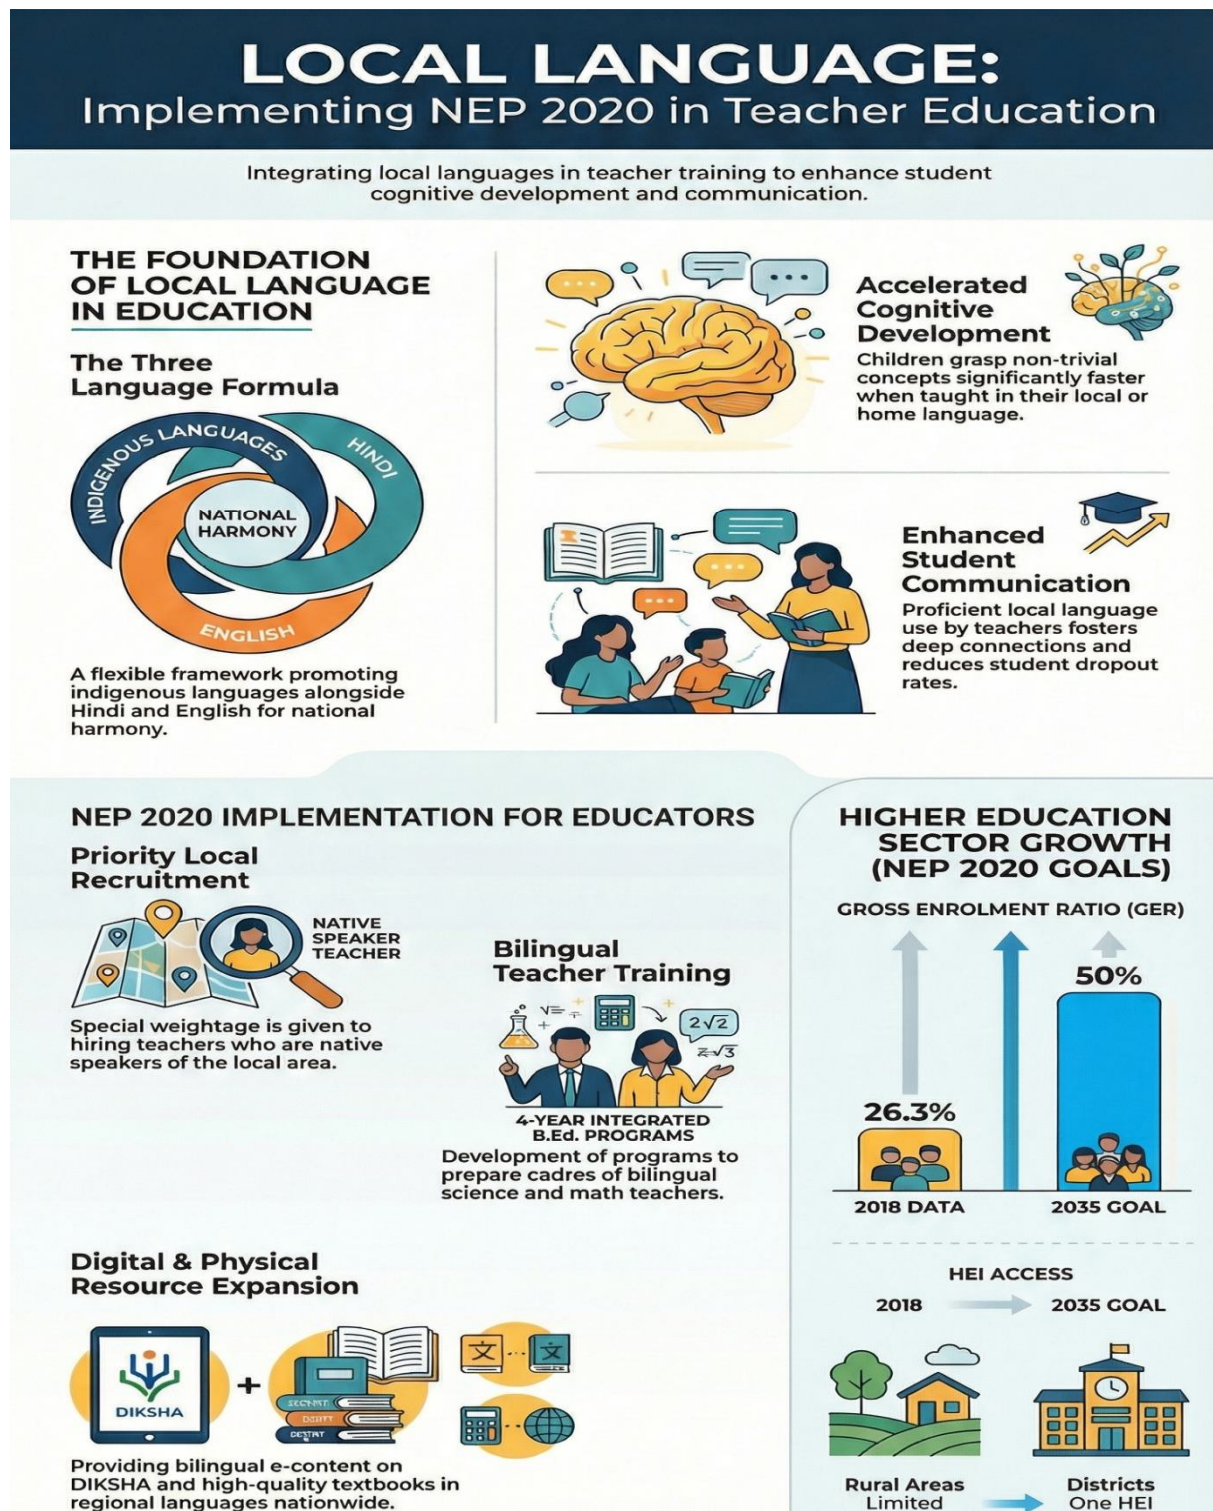 LOCAL LANGUAGE:
Implementing NEP 2020 in Teacher Education
Integrating local languages in teacher training to enhance student
cognitive development and communication.
THE FOUNDATION
OF LOCAL LANGUAGE
IN EDUCATION
The Three
Language Formula
INDIGENOUS LANGUAGES
HINDI
NATIONAL
HARMONY
ENGLISH
A flexible framework promoting
indigenous languages alongside
Hindi and English for national
harmony.
Accelerated
Cognitive
Development
Children grasp non-trivial
concepts significantly faster
when taught in their local or
home language.
Enhanced
Student
Communication
Proficient local language
use by teachers fosters
deep connections and
reduces student dropout
rates.
NEP 2020 IMPLEMENTATION FOR EDUCATORS
Priority Local
Recruitment
NATIVE
SPEAKER
TEACHER
Special weightage is given to
hiring teachers who are native
speakers of the local area.
Bilingual
Teacher Training
2√2
4-YEAR INTEGRATED
B.Ed. PROGRAMS
Development of programs to
prepare cadres of bilingual
science and math teachers.
Digital & Physical
Resource Expansion
DIKSHA
+
文
文
Providing bilingual e-content on
DIKSHA and high-quality textbooks in
regional languages nationwide.
HIGHER EDUCATION
SECTOR GROWTH
(NEP 2020 GOALS)
GROSS ENROLMENT RATIO (GER)
26.3%
50%
2018 DATA
2035 GOAL
HEI ACCESS
2018
2035 GOAL
Rural Areas
Limited
Districts
One HEI